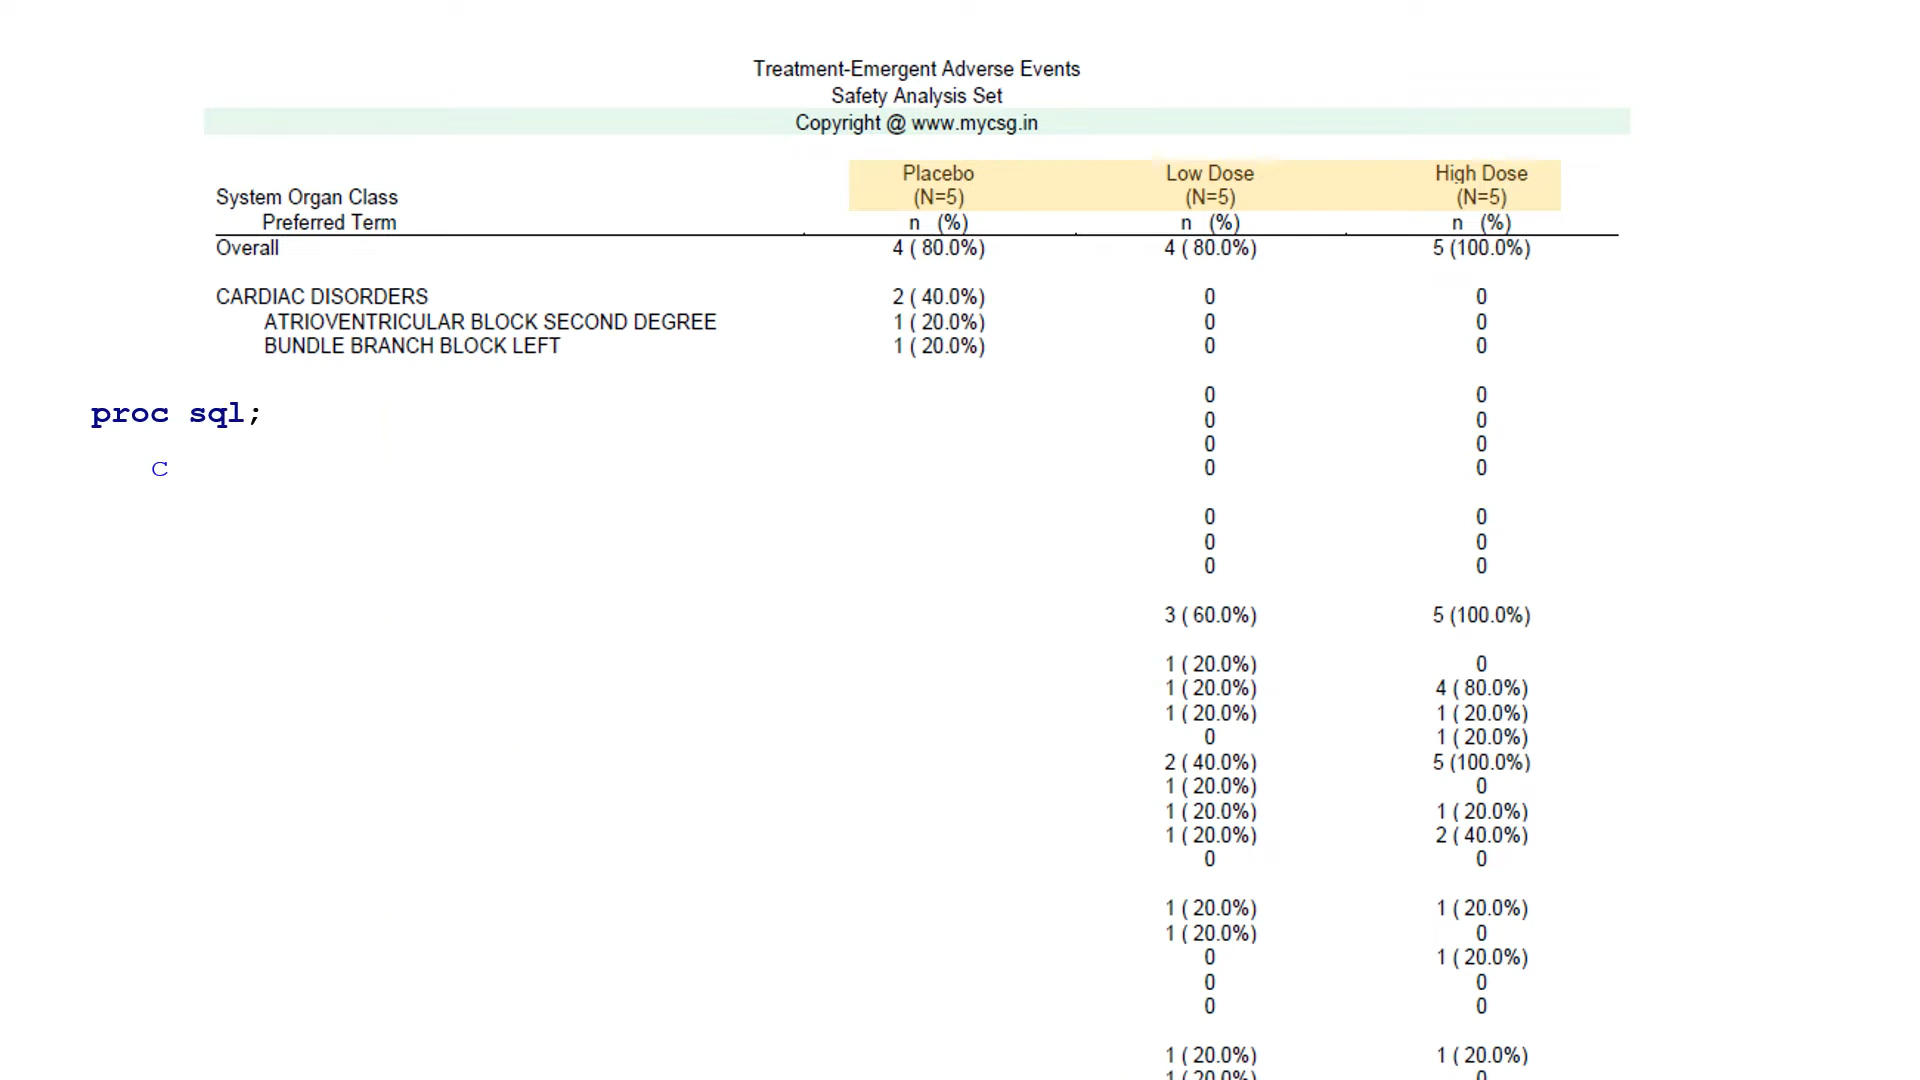 Treatment-Emergent Adverse Events
Safety Analysis Set
Copyright @ www.mycsg.in
Placebo Low Dose High Dose
System Organ Class (N=5) (N=5) (N=5)
Preferred Term n (%) n (%) n (%)
Overall 4 ( 80.0%) 4 ( 80.0%) 5 (100.0%)
CARDIAC DISORDERS 2 ( 40.0%) 0 0
ATRIOVENTRICULAR BLOCK SECOND DEGREE 1 ( 20.0%) 0 0
BUNDLE BRANCH BLOCK LEFT 1 ( 20.0%) 0 0
0 0
proc sql; 0 0
0 0
C 0 0
0 0
0 0
0 0
3 ( 60.0%) 5 (100.0%)
1 ( 20.0%) 0
1 ( 20.0%) 4 ( 80.0%)
1 ( 20.0%) 1 ( 20.0%)
0 1 ( 20.0%)
2 ( 40.0%) 5 (100.0%)
1 ( 20.0%) 0
1 ( 20.0%) 1 ( 20.0%)
1 ( 20.0%) 2 ( 40.0%)
0 0
1 ( 20.0%) 1 ( 20.0%)
1 ( 20.0%) 0
0 1 ( 20.0%)
0 0
0 0
1 ( 20.0%) 1 ( 20.0%)
1 ( 20.0%) 0